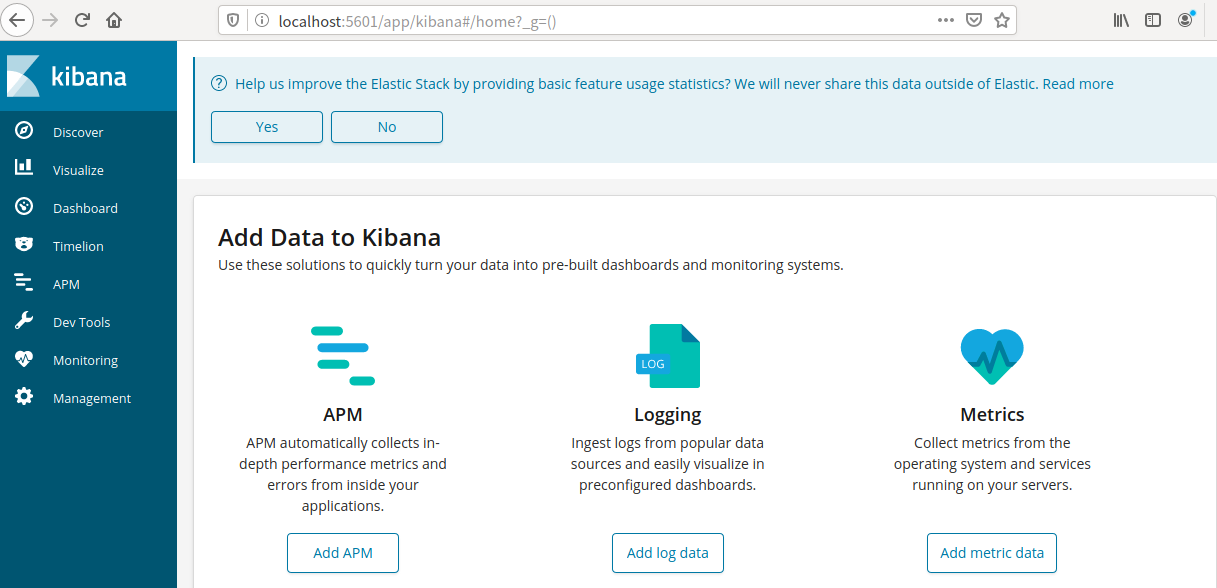 localhost:5601/app/kibana#/home?_g=()
kibana
Discover
Visualize
Dashboard
Timelion
APM
Dev Tools
Monitoring
Management
Help us improve the Elastic Stack by providing basic feature usage statistics? We will never share this data outside of Elastic. Read more
Yes
No
Add Data to Kibana
Use these solutions to quickly turn your data into pre-built dashboards and monitoring systems.
APM
APM automatically collects in-
depth performance metrics and
errors from inside your
applications.
Add APM
LOG
Logging
Ingest logs from popular data
sources and easily visualize in
preconfigured dashboards.
Add log data
Metrics
Collect metrics from the
operating system and services
running on your servers.
Add metric data